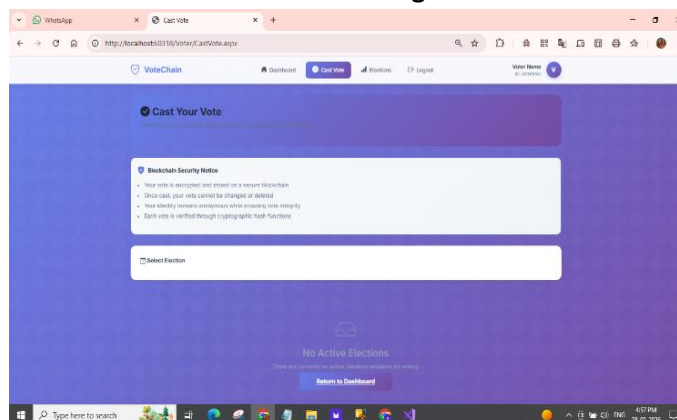 WhatsApp
Cast Vote
http://localhost:60318/Voter/CastVote.aspx
VoteChain
Dashboard
Cast Vote
Elections
Logout
Voter Name
V
Cast Your Vote
Blockchain Security Notice
Your vote is encrypted and stored on a secure blockchain
Once cast, your vote cannot be changed or deleted
Your identity remains anonymous while ensuring vote integrity
Each vote is verified through cryptographic hash functions
Select Election
No Active Elections
There are currently no active elections available for voting.
Return to Dashboard
Type here to search
ENG
4:57 PM